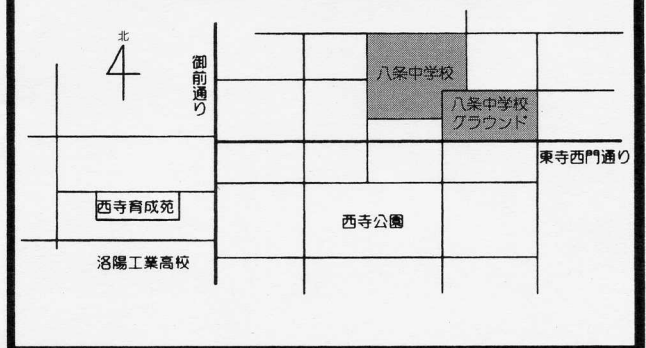 北
御前通り
八条中学校
八条中学校
グラウンド
東寺西門通り
西寺育成苑
西寺公園
洛陽工業高校